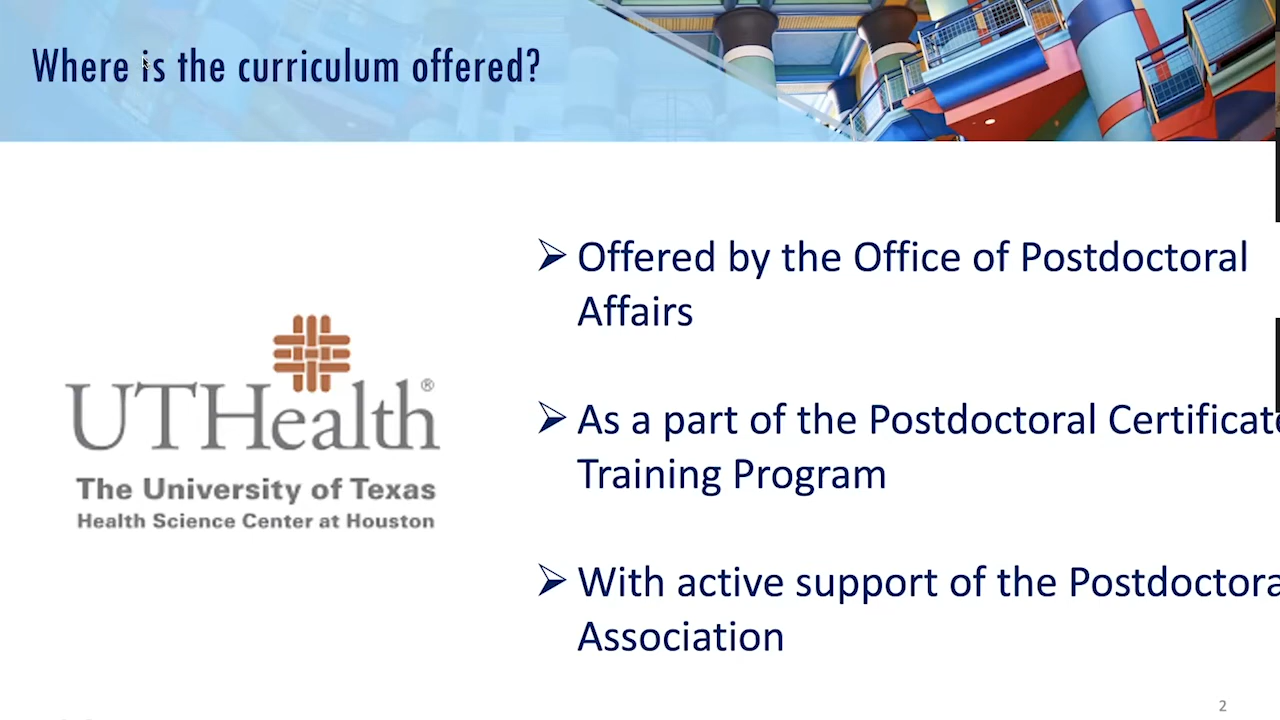 Where is the curriculum offered?
Offered by the Office of Postdoctoral
Affairs
As a part of the Postdoctoral Certificate
Training Program
With active support of the Postdoctora
Association
UTHealth®
The University of Texas
Health Science Center at Houston
2